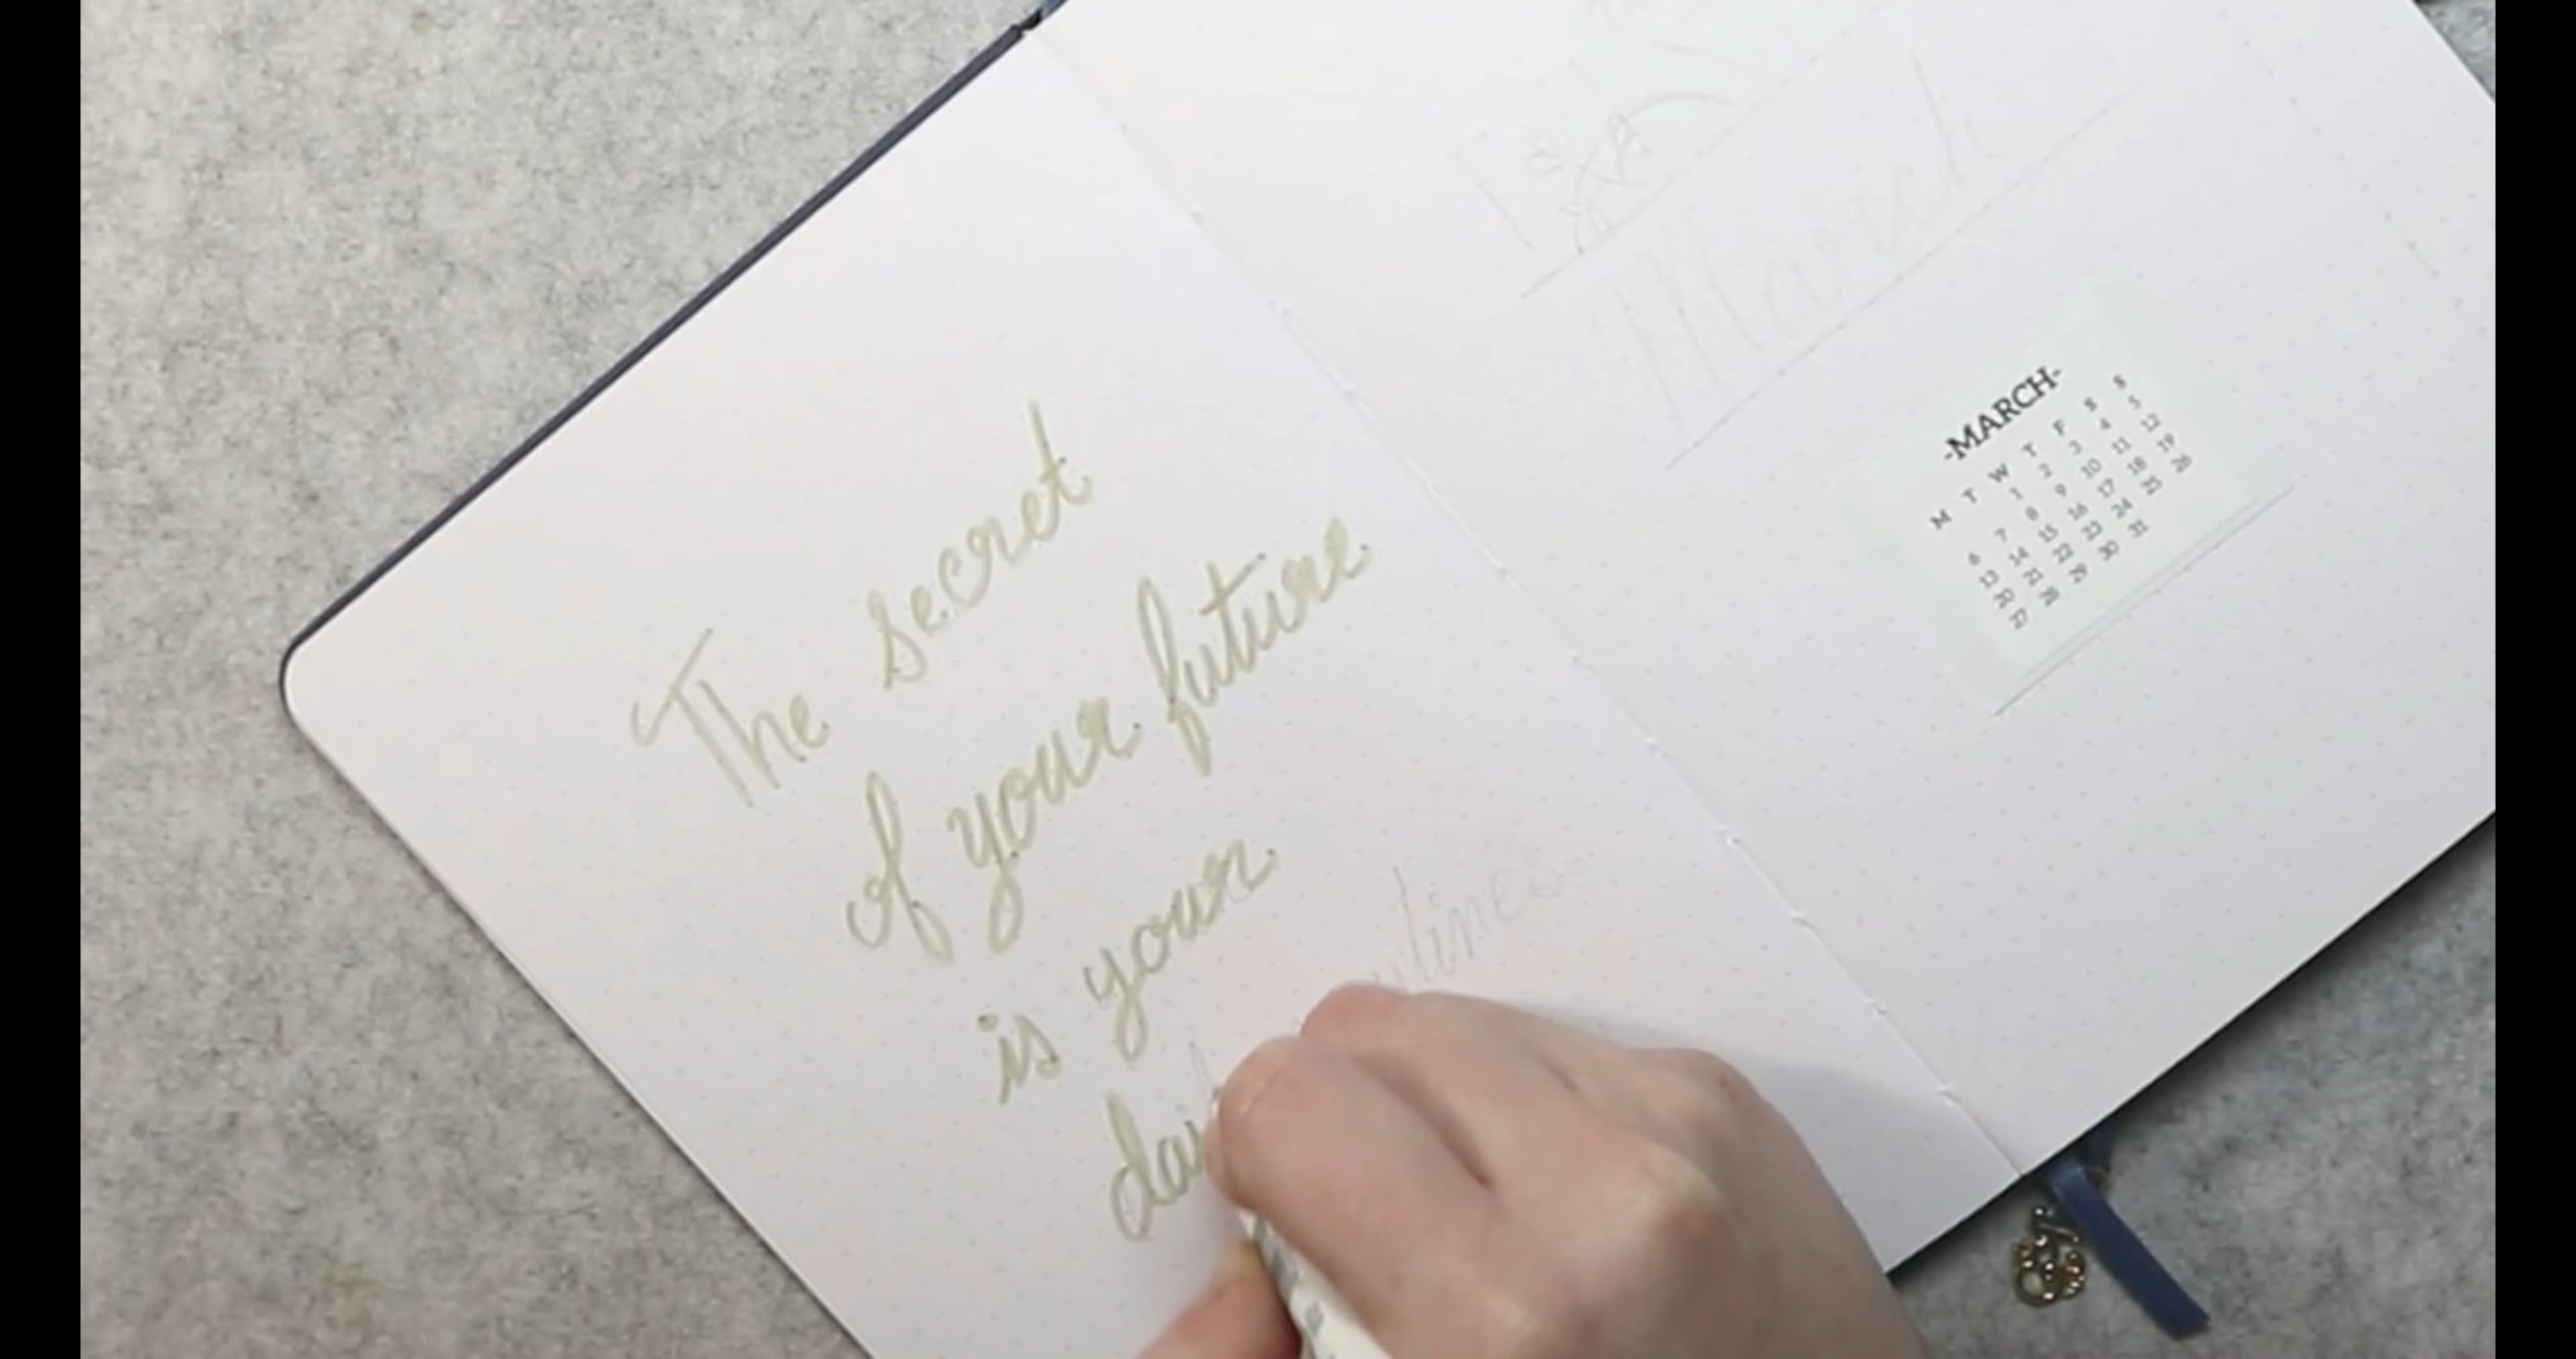 The secret
of your future
is your
dai
utines
March
-MARCH-
M T W T F S S
1 2 3 4 5
6 7 8 9 10 11 12
13 14 15 16 17 18 19
20 21 22 23 24 25 26
27 28 29 30 31